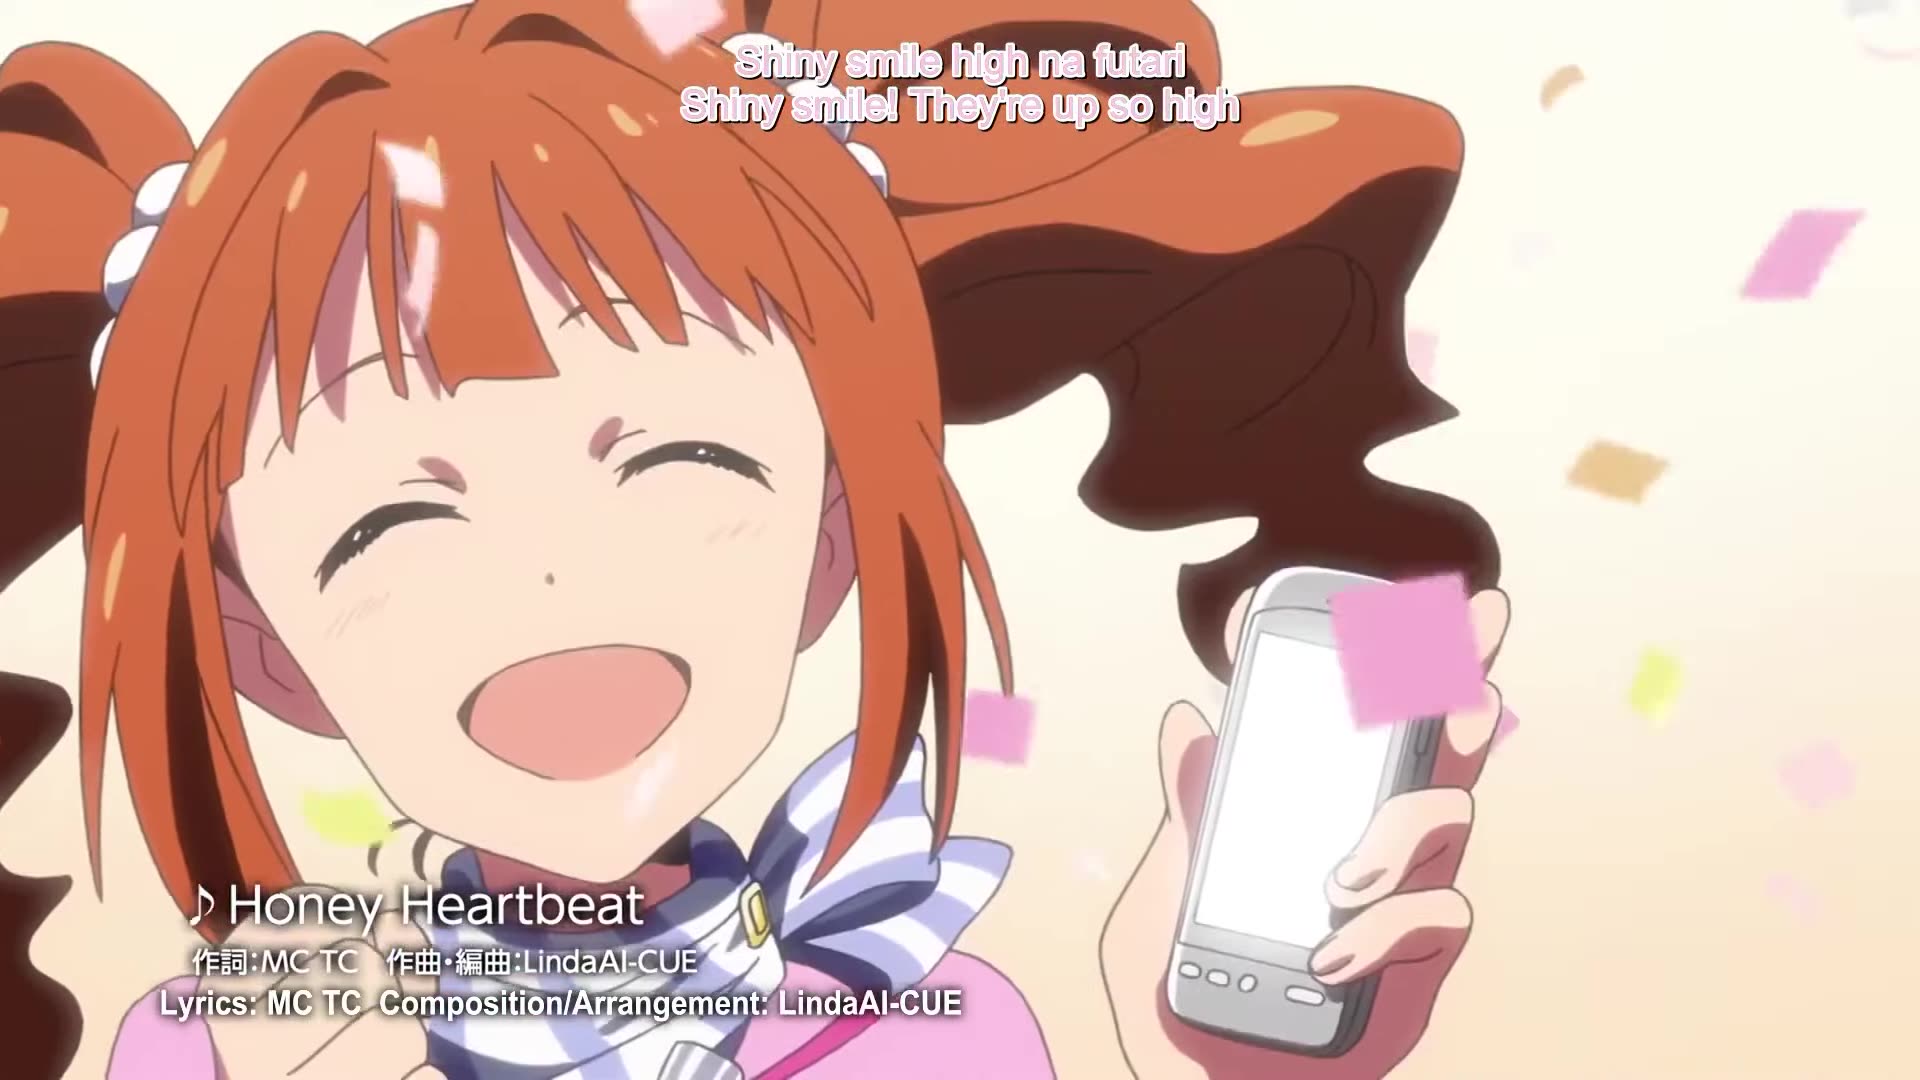 Shiny smile high na futari
Shiny smile! They're up so high
♪Honey Heartbeat
作詞:MC TC 作曲・編曲:LindaAI-CUE
Lyrics: MC TC Composition/Arrangement: LindaAI-CUE